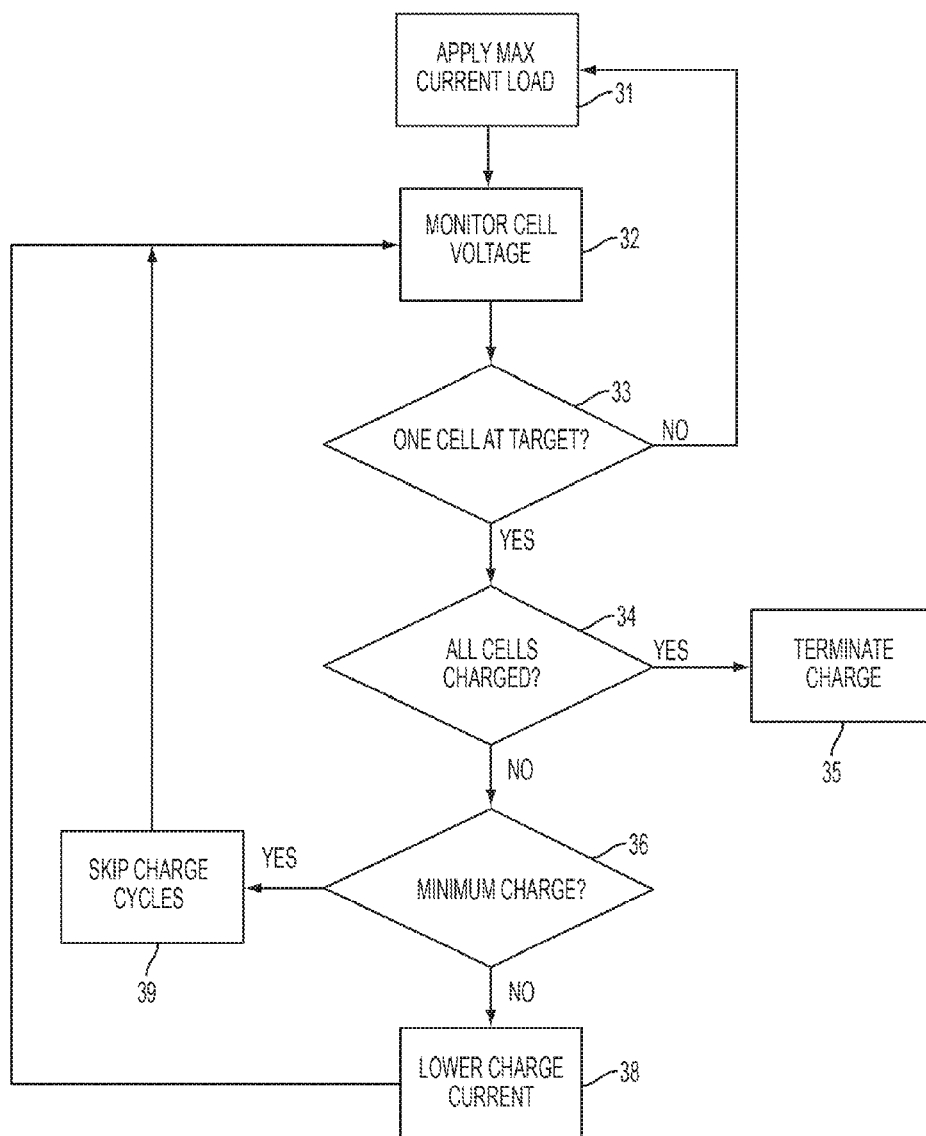 APPLY MAX
CURRENT LOAD
31
MONITOR CELL
VOLTAGE
32
33
ONE CELL AT TARGET?
NO
YES
34
ALL CELLS
CHARGED?
YES
TERMINATE
CHARGE
35
NO
36
MINIMUM CHARGE?
YES
SKIP CHARGE
CYCLES
39
NO
LOWER CHARGE
CURRENT
38